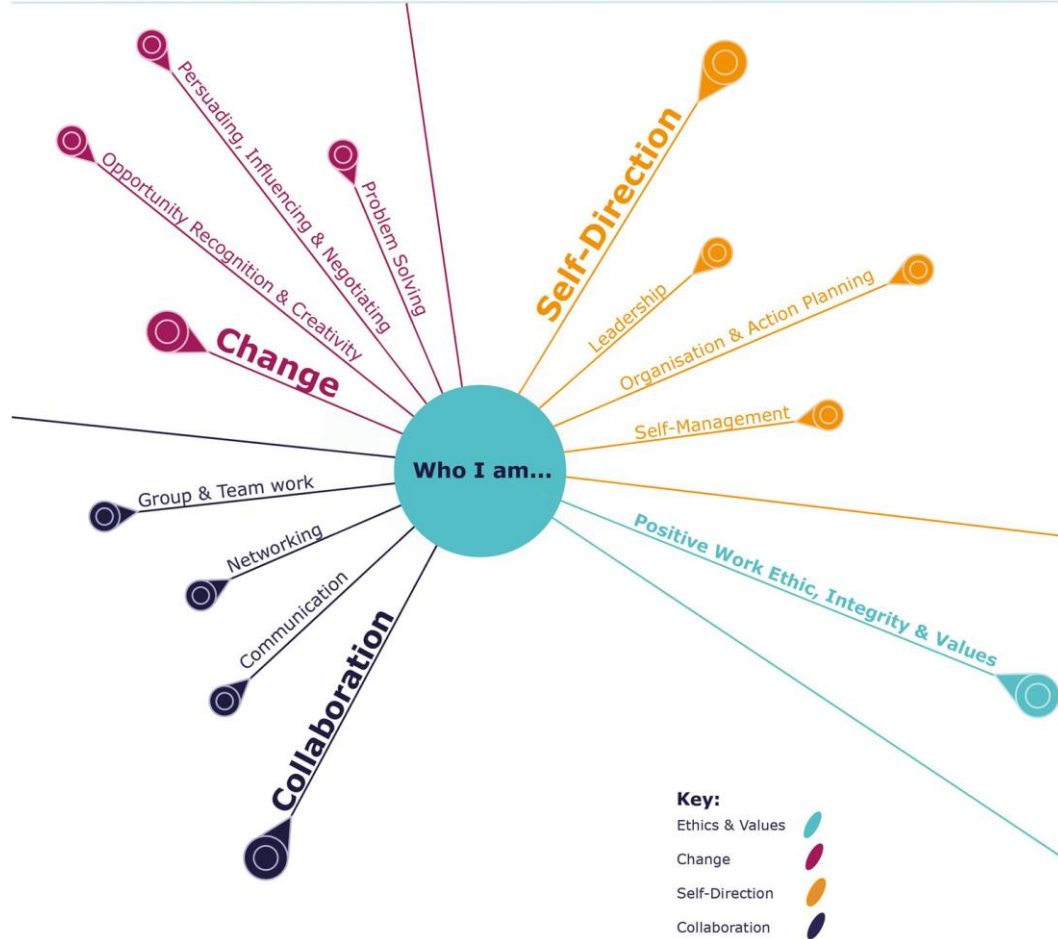 Persuading, Influencing & Negotiating
Opportunity Recognition & Creativity
Problem Solving
Change
Self-Direction
Leadership
Organisation & Action Planning
Self-Management
Who I am...
Group & Team work
Networking
Communication
Collaboration
Positive Work Ethic, Integrity & Values
Key:
Ethics & Values
Change
Self-Direction
Collaboration